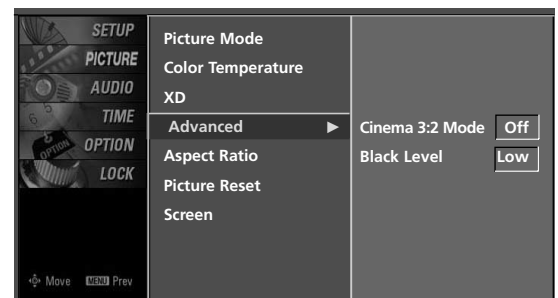 SETUP
PICTURE
AUDIO
TIME
OPTION
LOCK
Move MENU Prev
Picture Mode
Color Temperature
XD
Advanced ▶
Aspect Ratio
Picture Reset
Screen
Cinema 3:2 Mode Off
Black Level Low